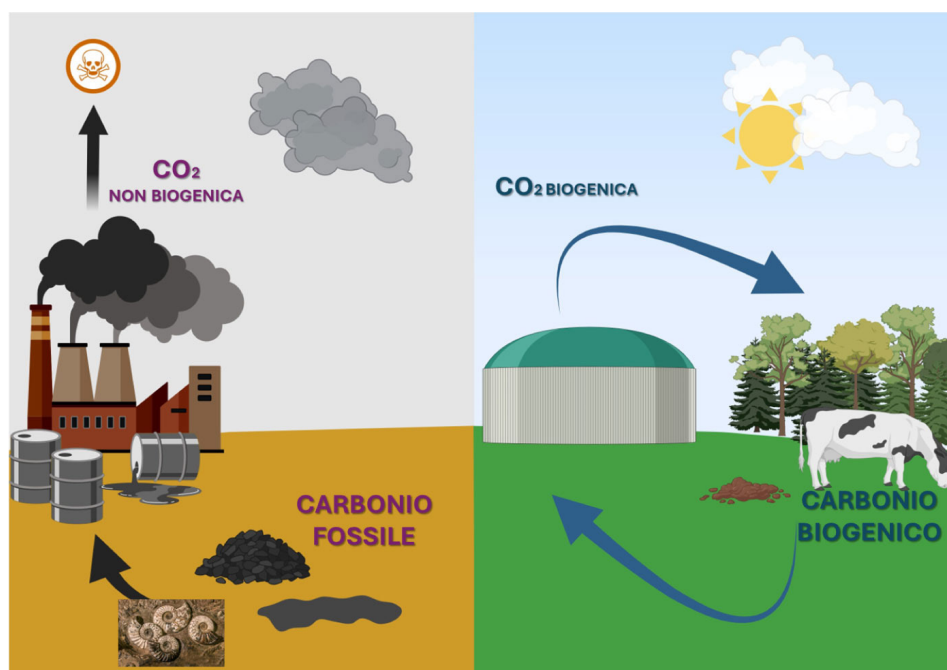 CO₂
NON BIOGENICA
CARBONIO
FOSSILE
CO₂ BIOGENICA
CARBONIO
BIOGENICO